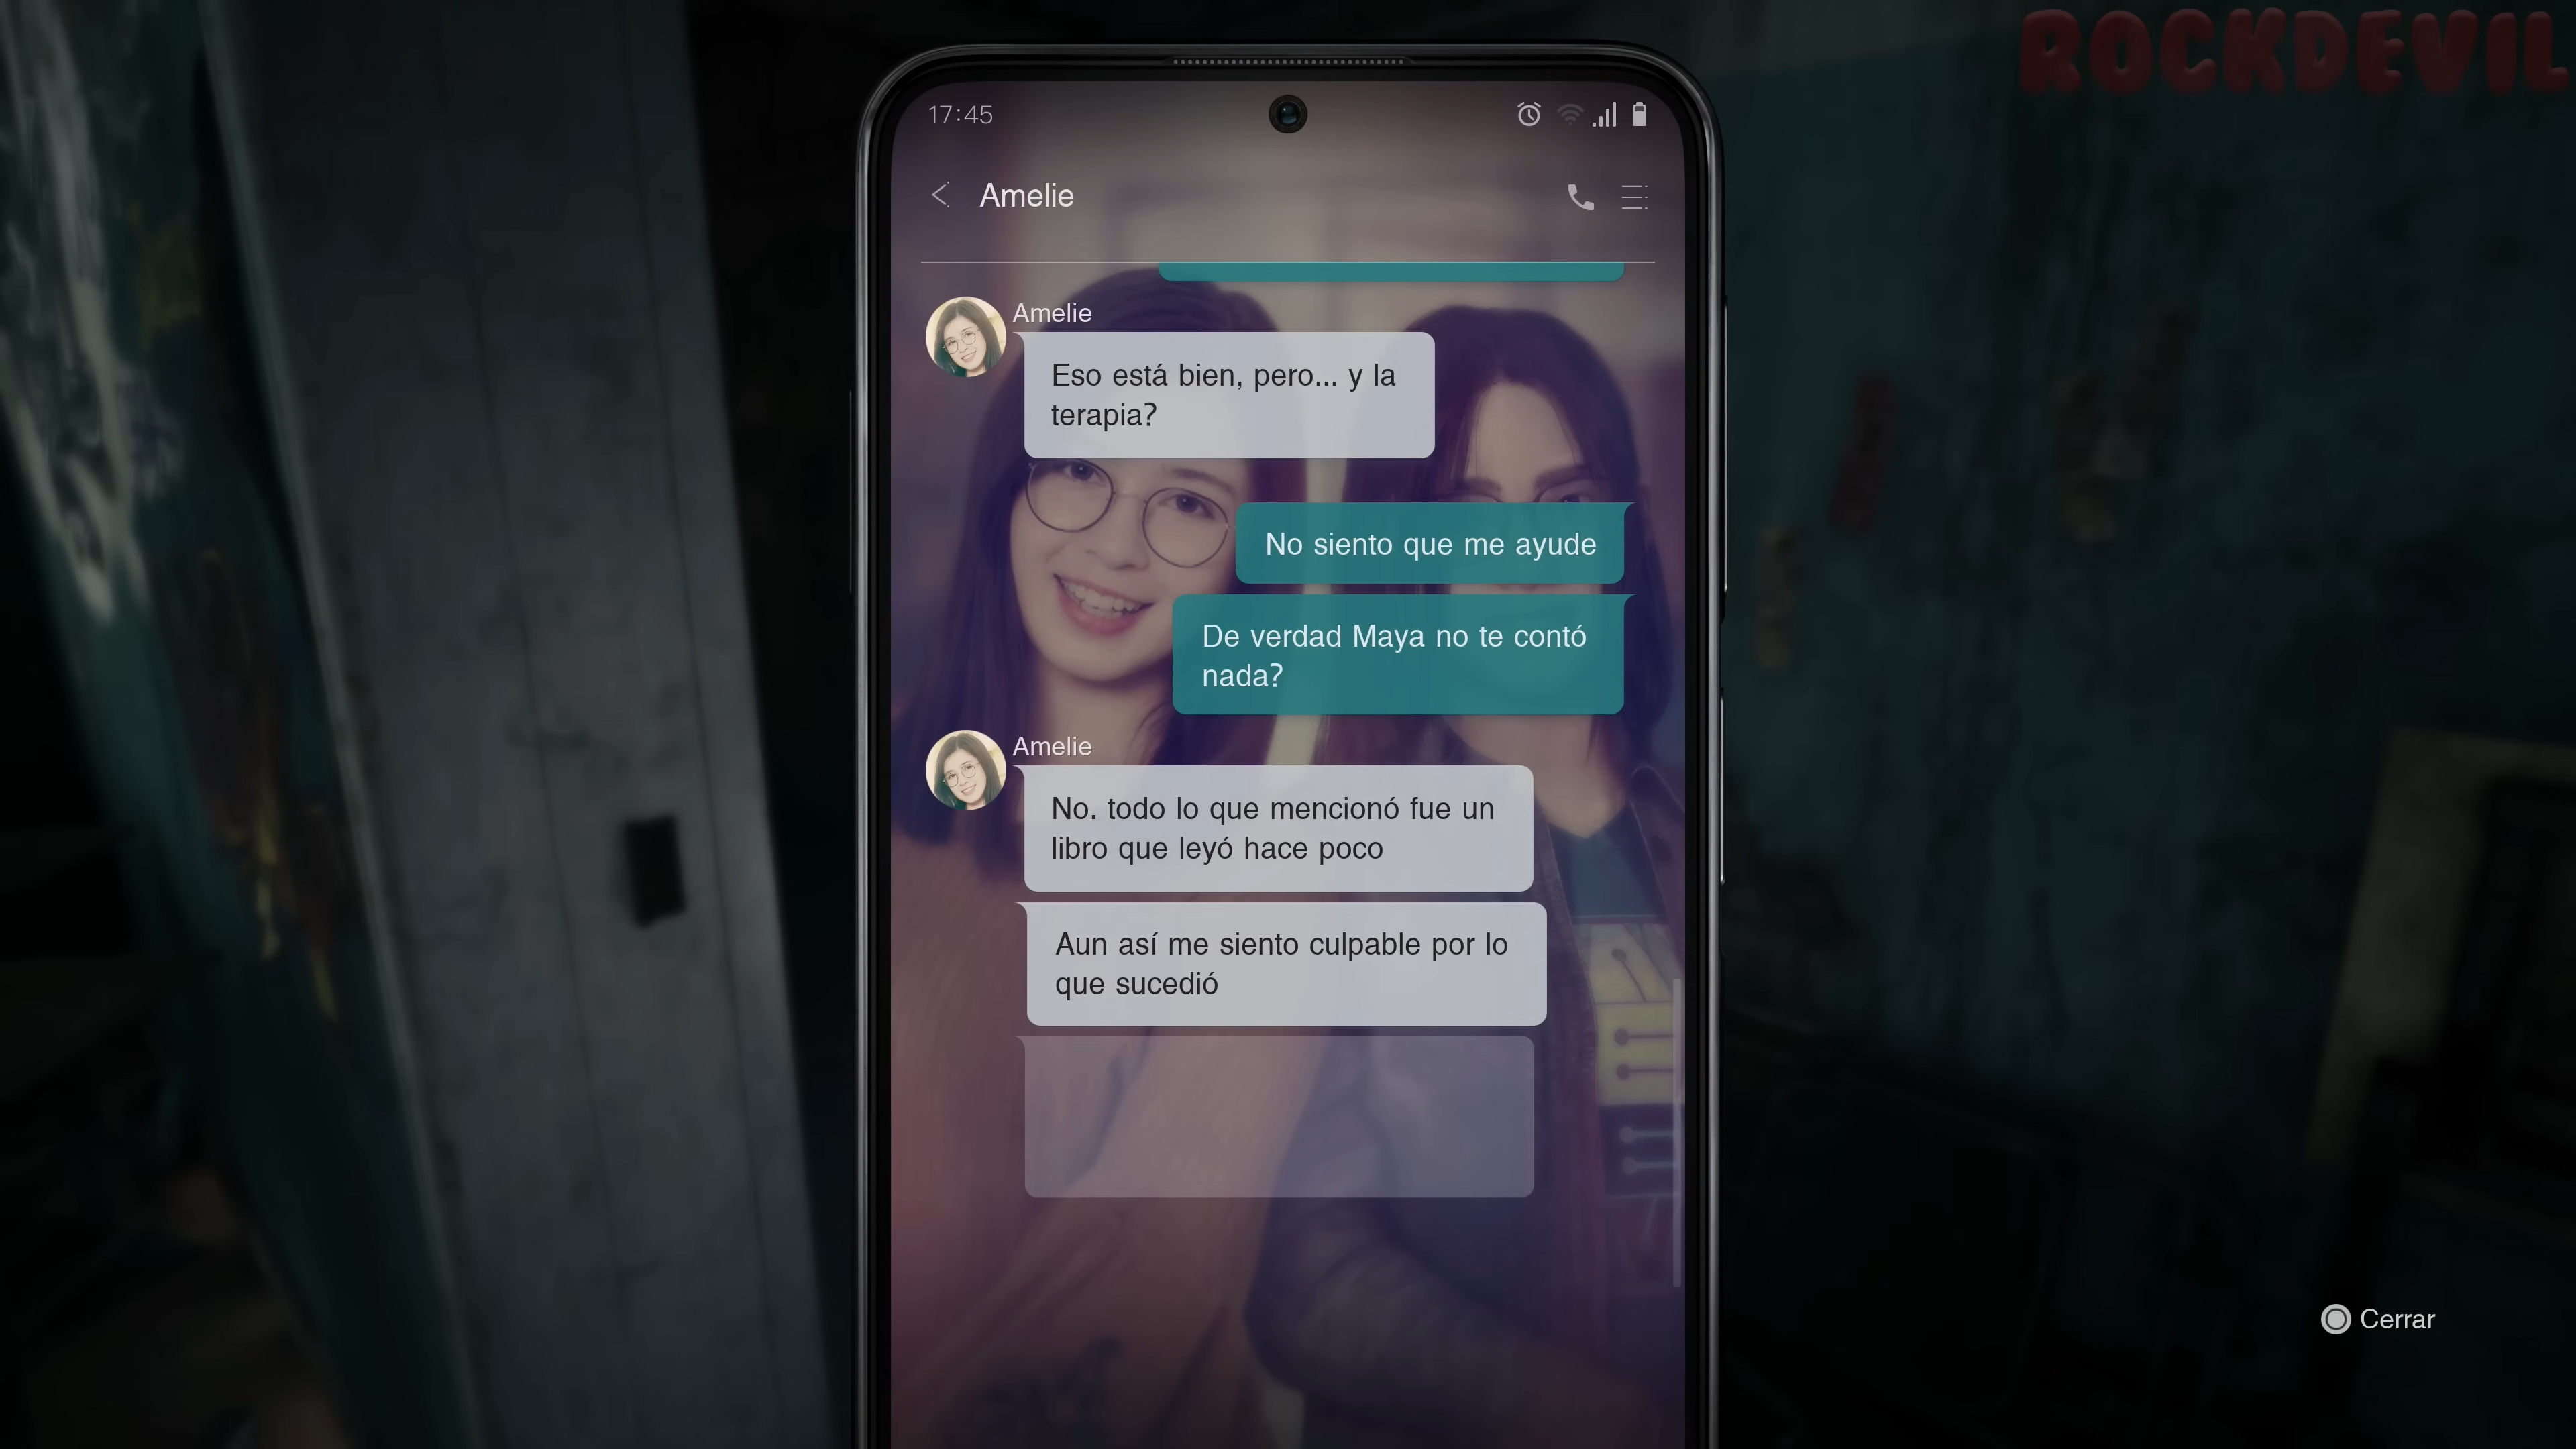 ROCKDEVIL
17:45
Amelie
Amelie
Eso está bien, pero... y la
terapia?
No siento que me ayude
De verdad Maya no te contó
nada?
Amelie
No. todo lo que mencionó fue un
libro que leyó hace poco
Aun así me siento culpable por lo
que sucedió
Cerrar